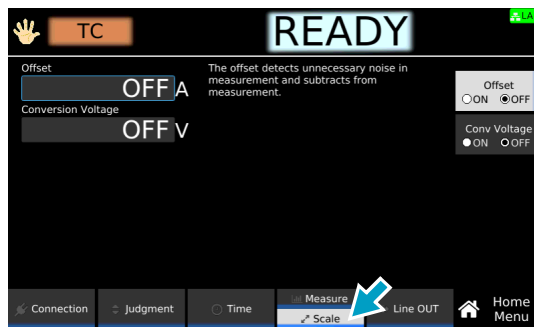 TC
READY
LA
Offset
OFF A
The offset detects unnecessary noise in
measurement and subtracts from
measurement.
Conversion Voltage
OFF V
Offset
ON OFF
Conv Voltage
ON OFF
Connection
Judgment
Time
Measure
Scale
Line OUT
Home
Menu